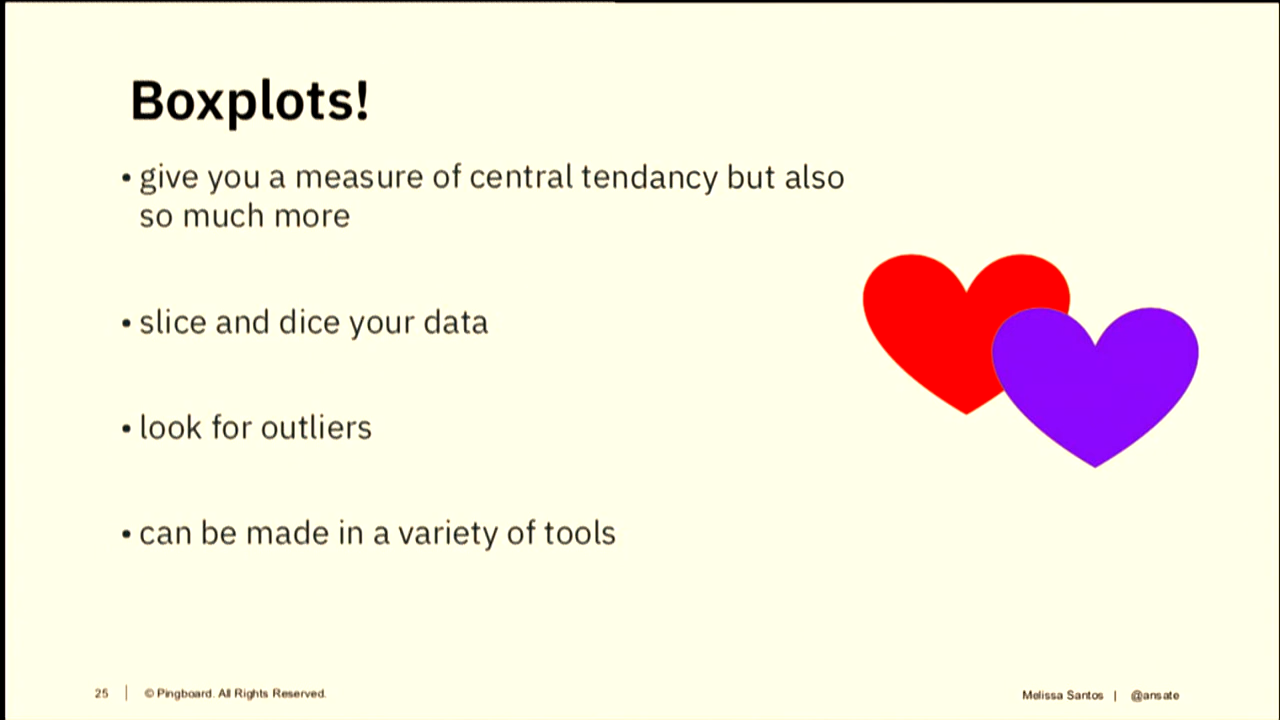 Boxplots!
• give you a measure of central tendancy but also
so much more
• slice and dice your data
• look for outliers
• can be made in a variety of tools
25 | © Pingboard. All Rights Reserved.
Melissa Santos | @ansate